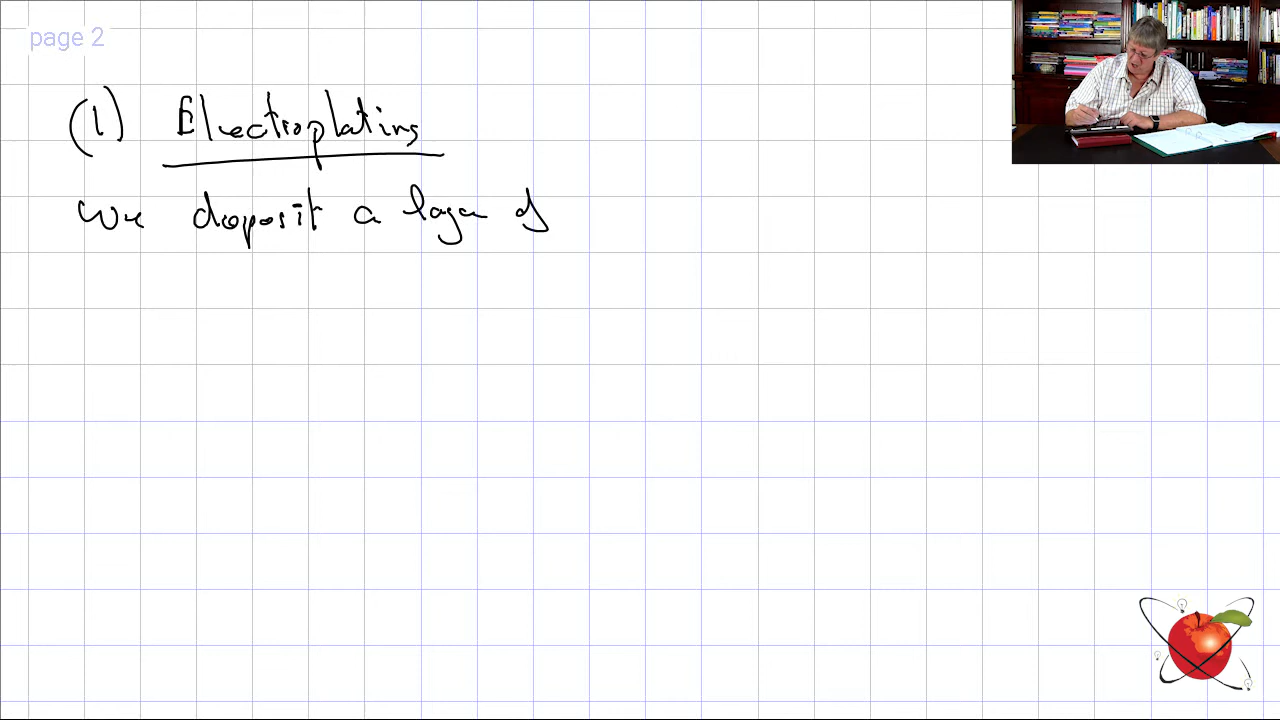 page 2
(1) Electroplating
we deposit a layer of